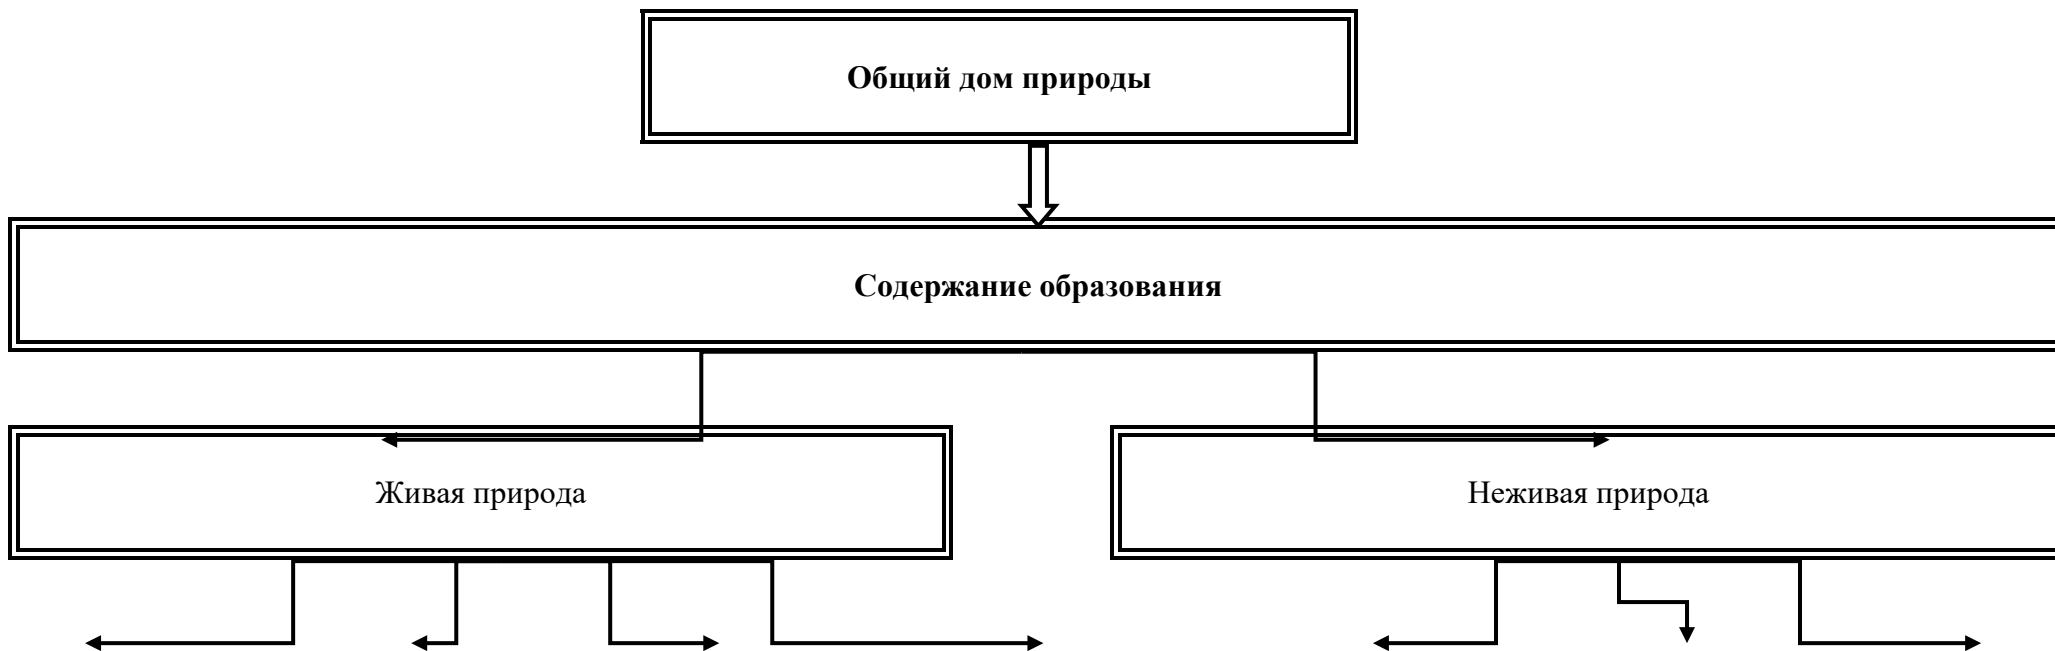 Общий дом природы
Содержание образования
Живая природа
Неживая природа